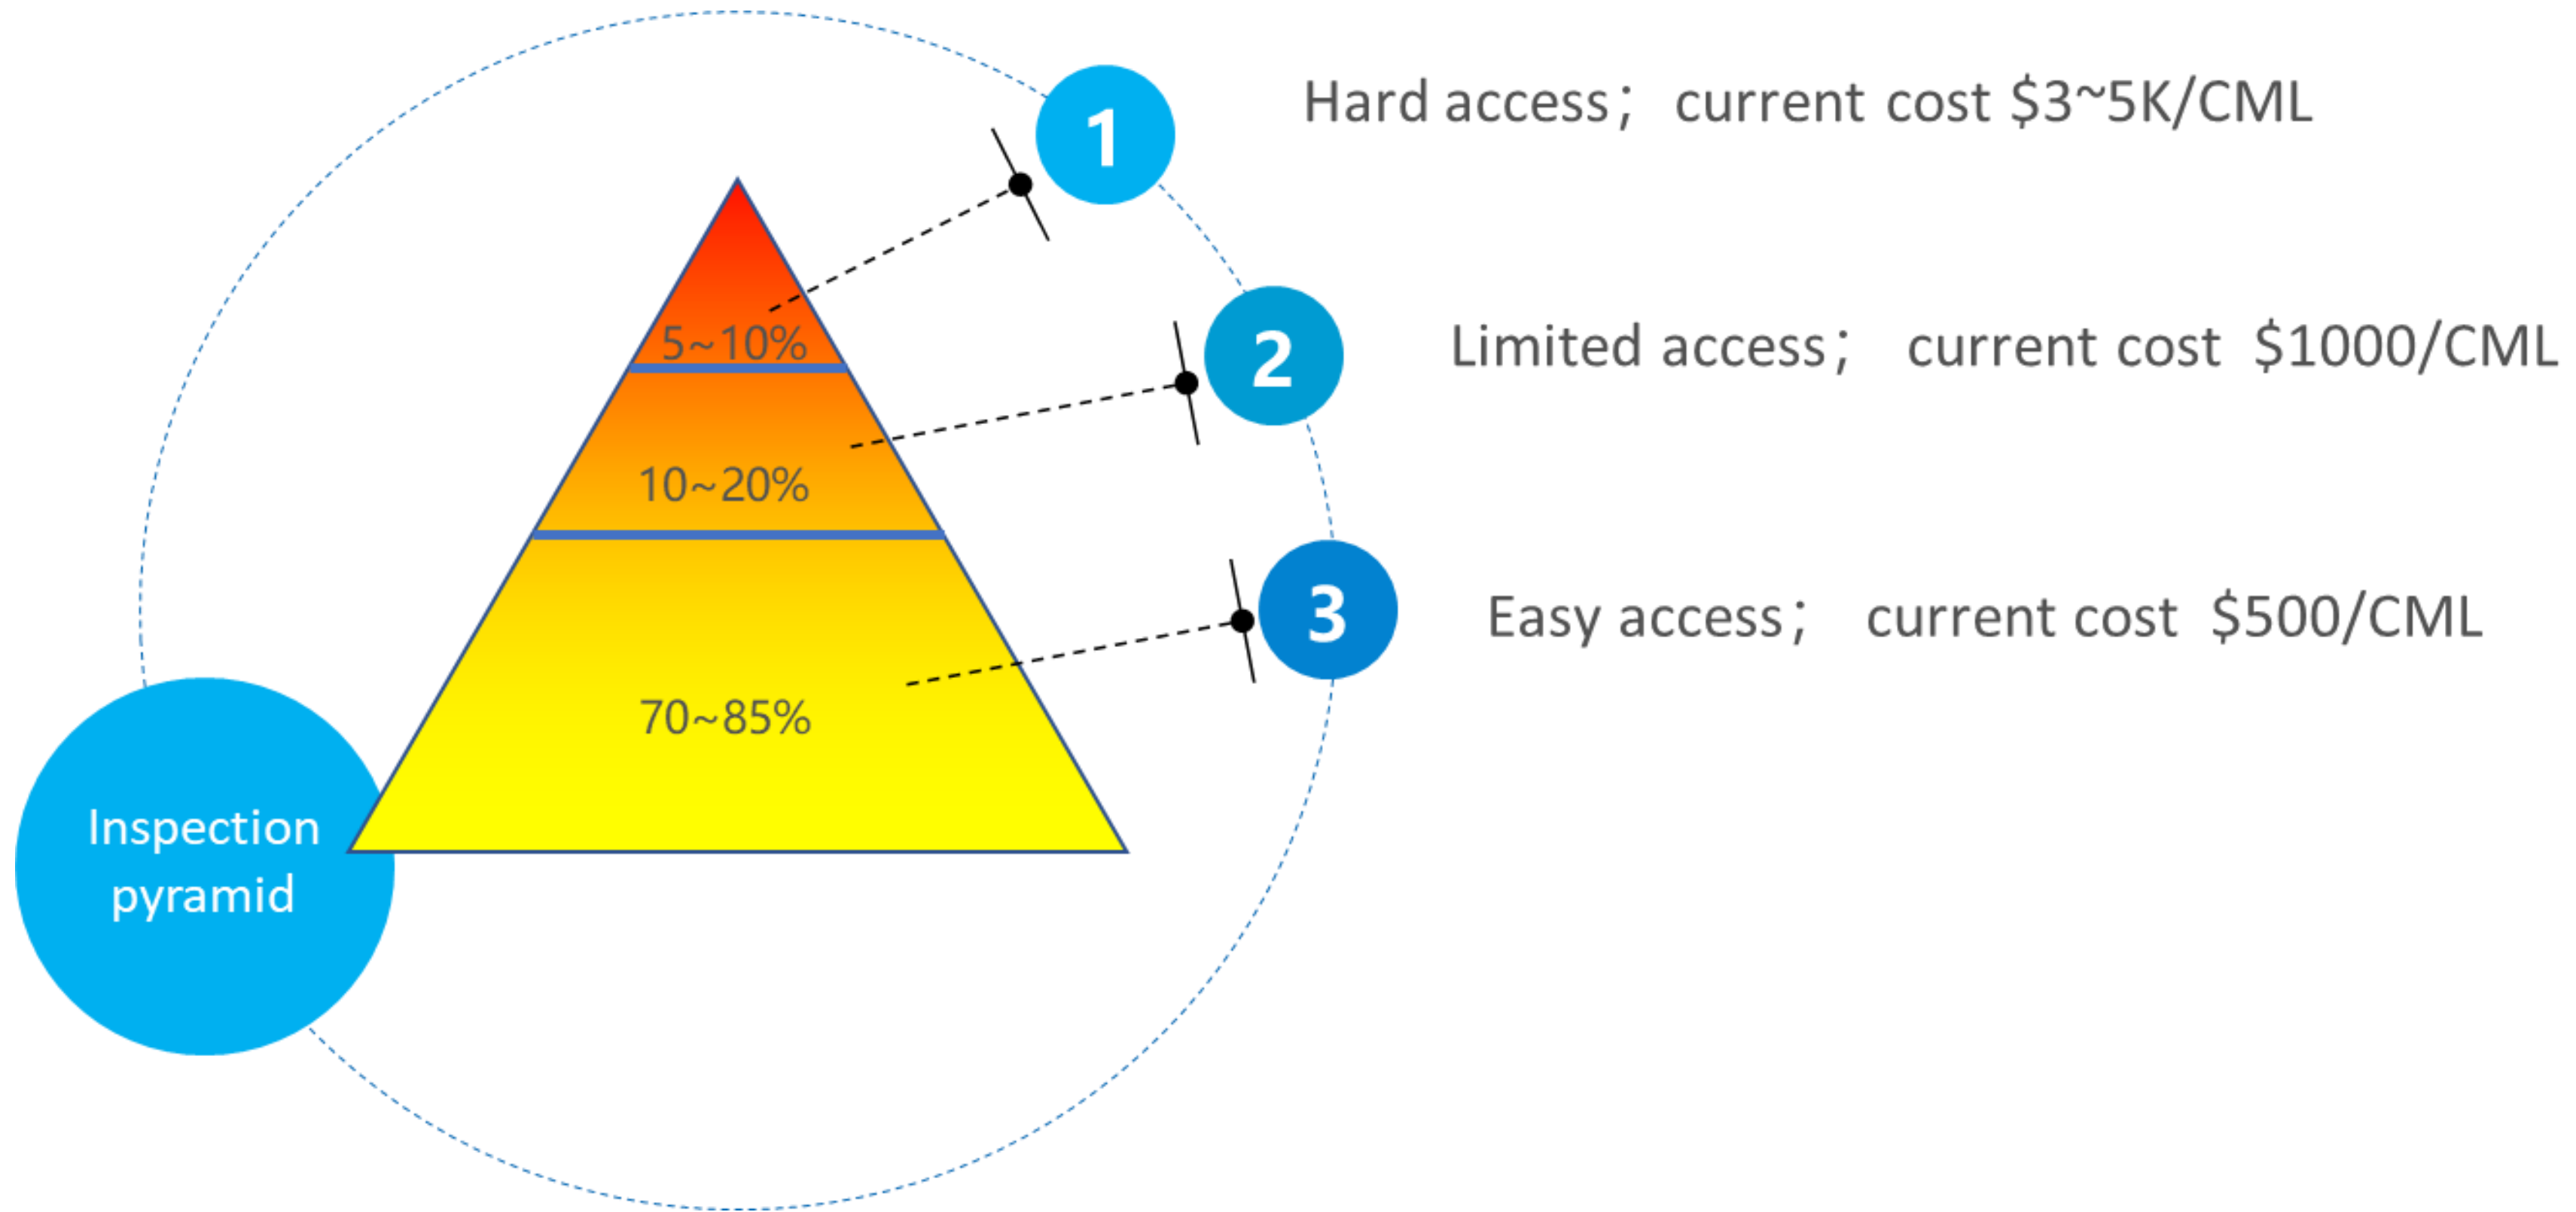 1
Hard access； current cost $3~5K/CML
5~10%
2
Limited access； current cost $1000/CML
10~20%
3
Easy access； current cost $500/CML
70~85%
Inspection
pyramid